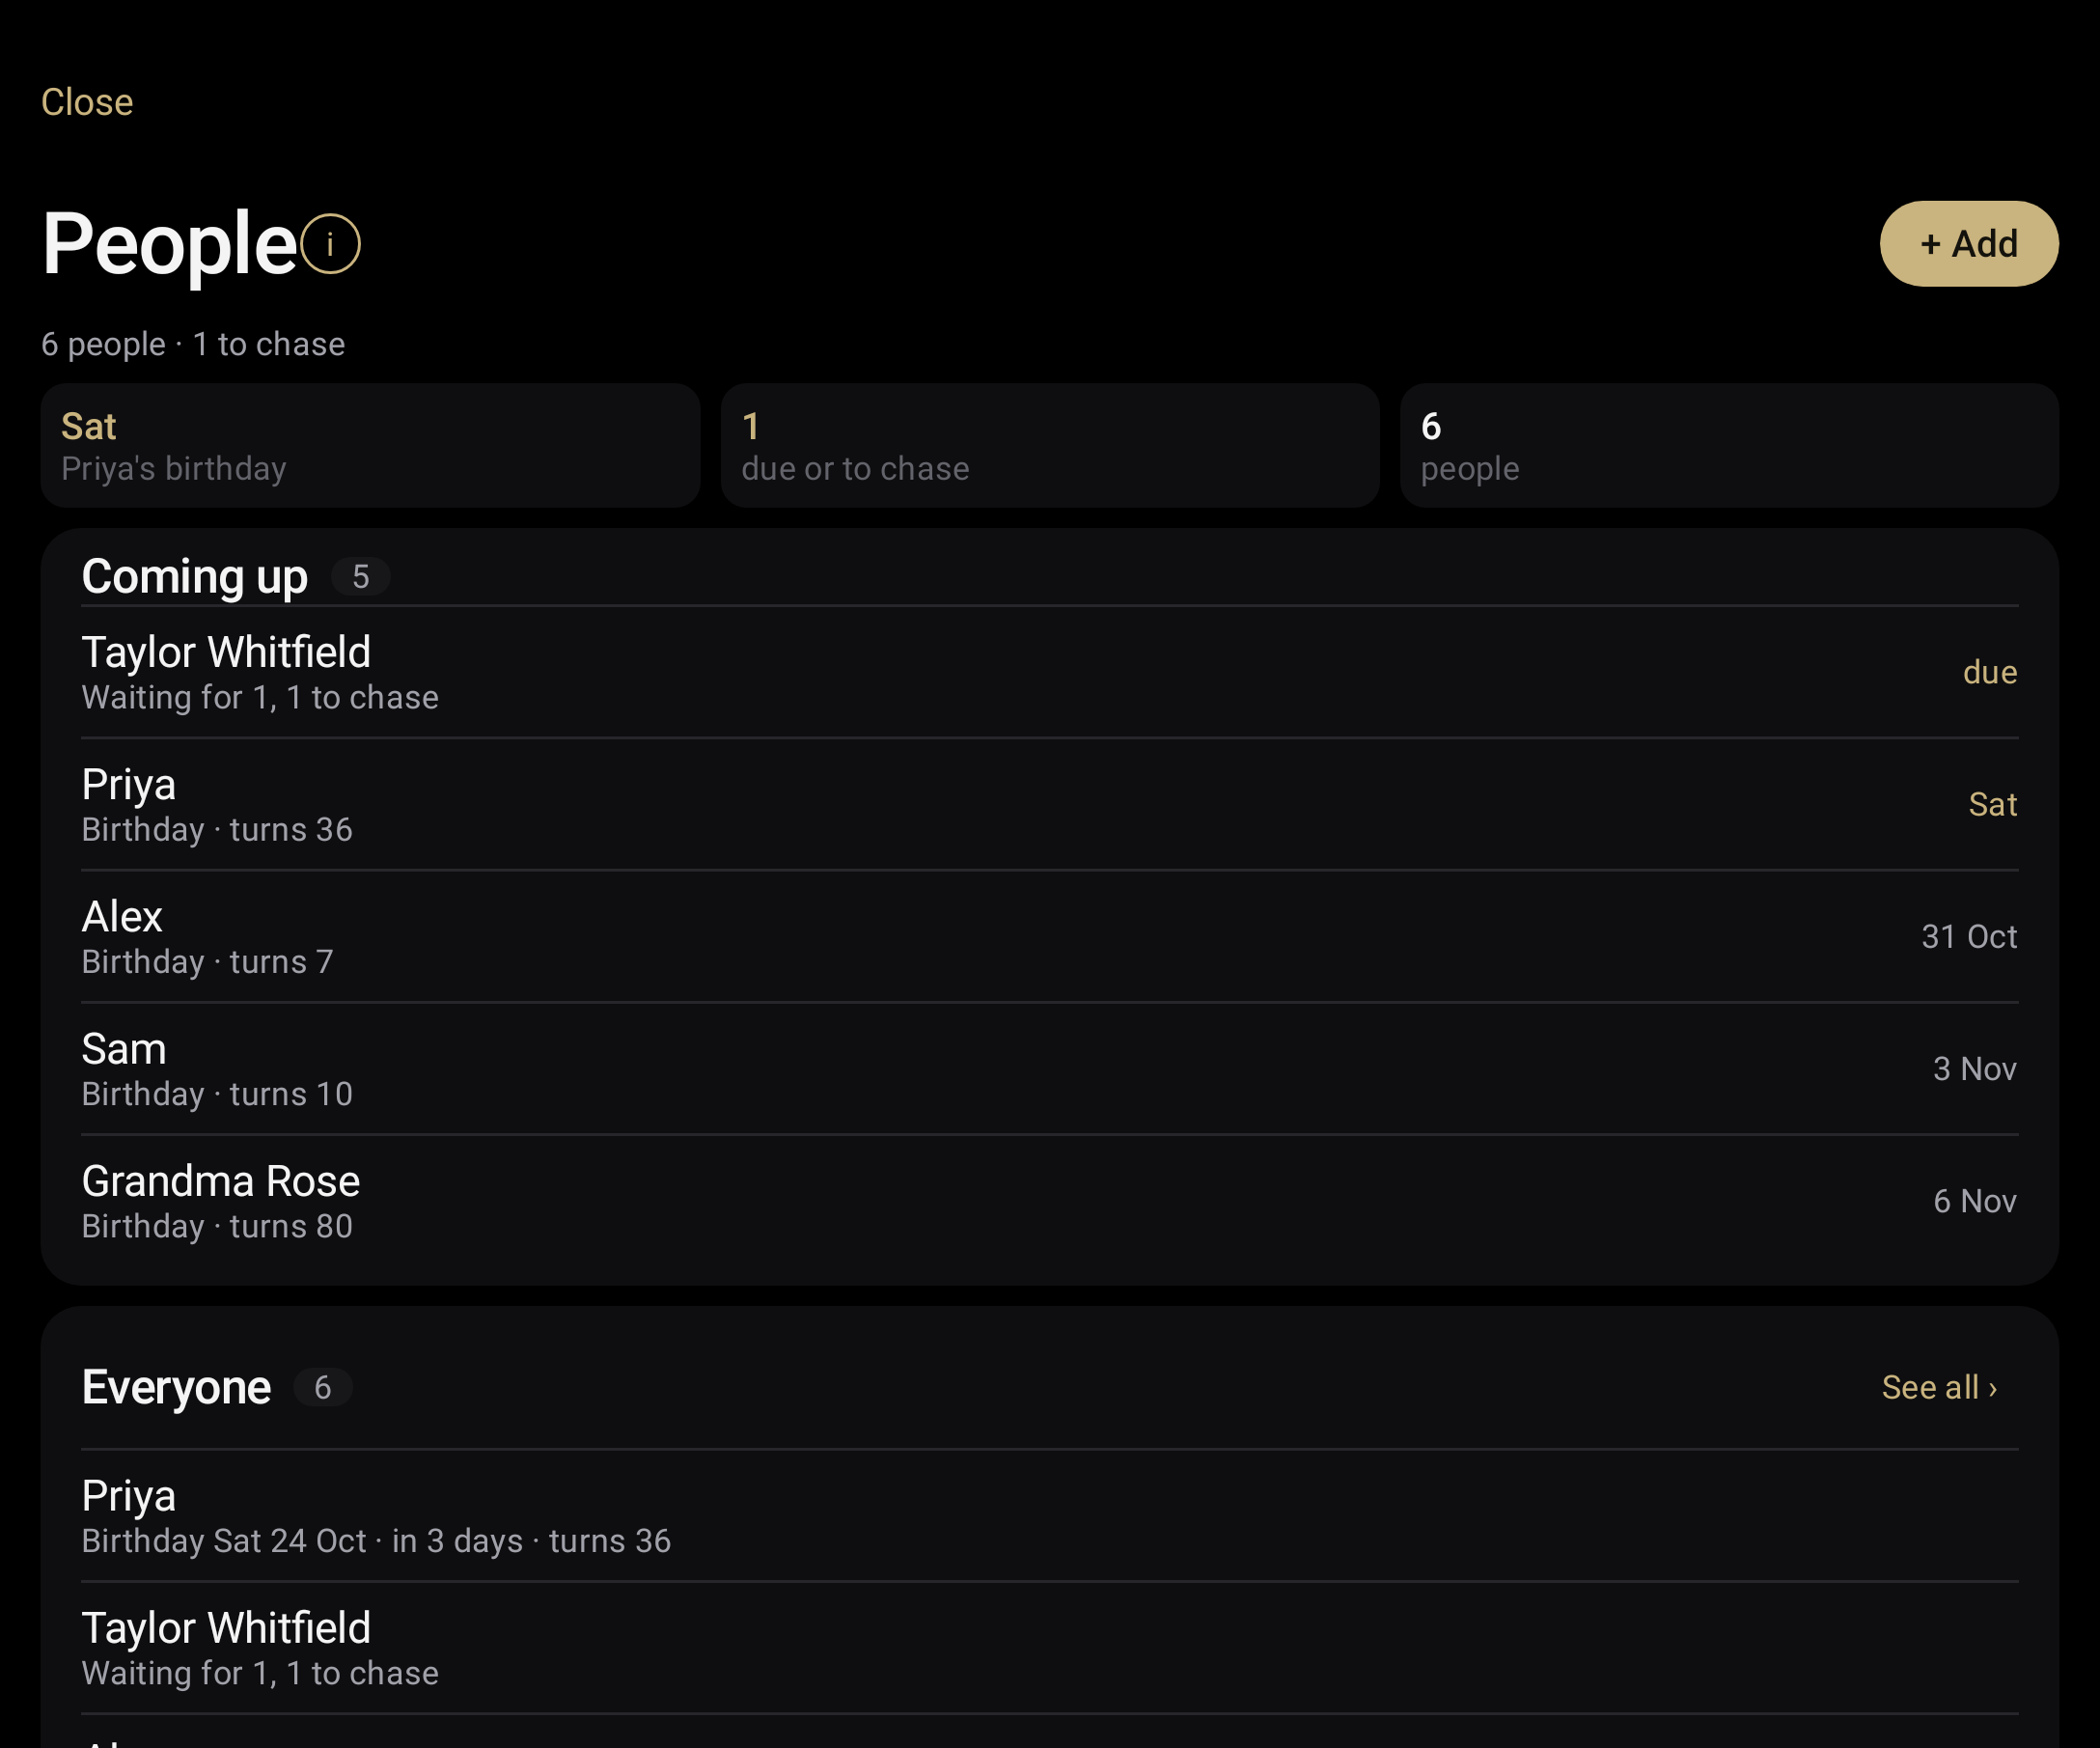 Close
People i
+ Add
6 people · 1 to chase
Sat
Priya's birthday
1
due or to chase
6
people
Coming up 5
Taylor Whitfield
Waiting for 1, 1 to chase
due
Priya
Birthday · turns 36
Sat
Alex
Birthday · turns 7
31 Oct
Sam
Birthday · turns 10
3 Nov
Grandma Rose
Birthday · turns 80
6 Nov
Everyone 6
See all ›
Priya
Birthday Sat 24 Oct · in 3 days · turns 36
Taylor Whitfield
Waiting for 1, 1 to chase